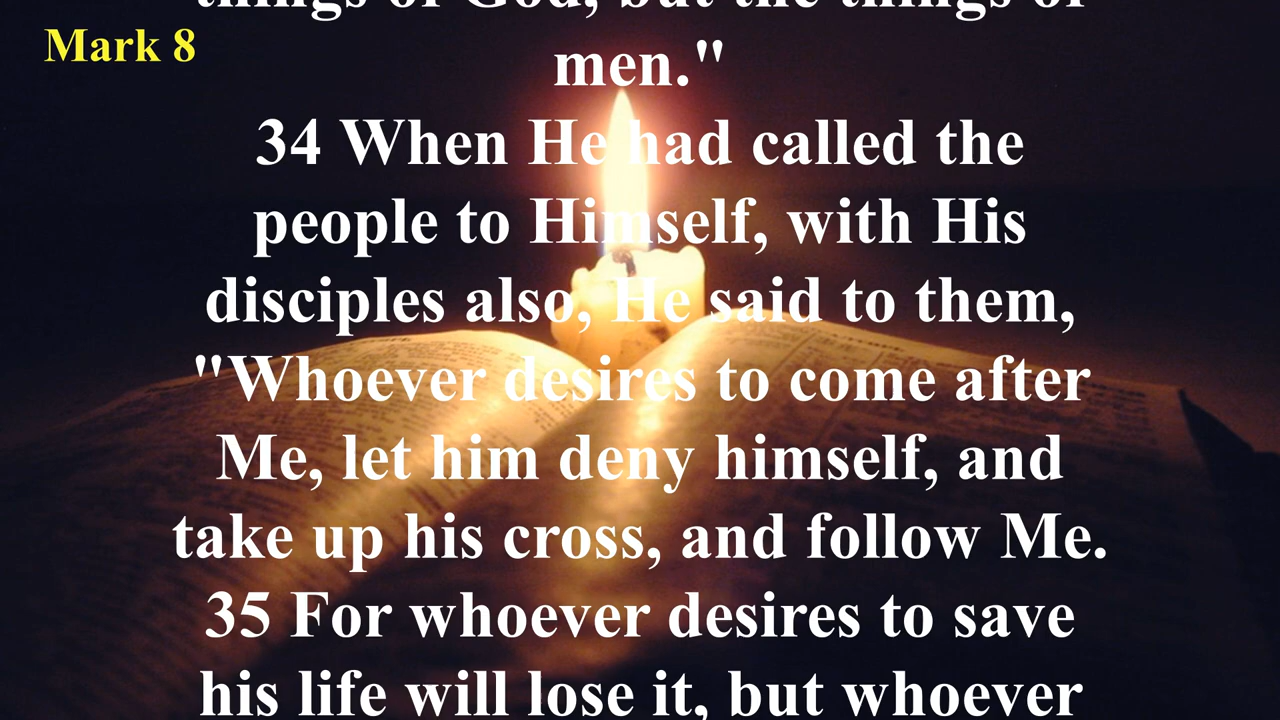 things of God, but the things of
Mark 8
men."
34 When He had called the
people to Himself, with His
disciples also, He said to them,
"Whoever desires to come after
Me, let him deny himself, and
take up his cross, and follow Me.
35 For whoever desires to save
his life will lose it, but whoever